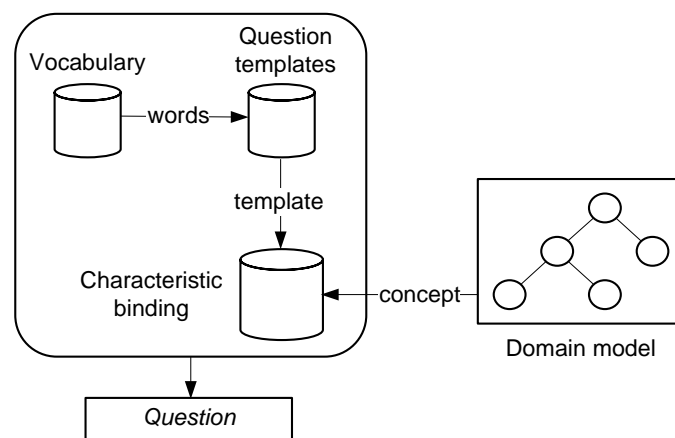 Vocabulary
Question
templates
words
template
Characteristic
binding
concept
Domain model
Question